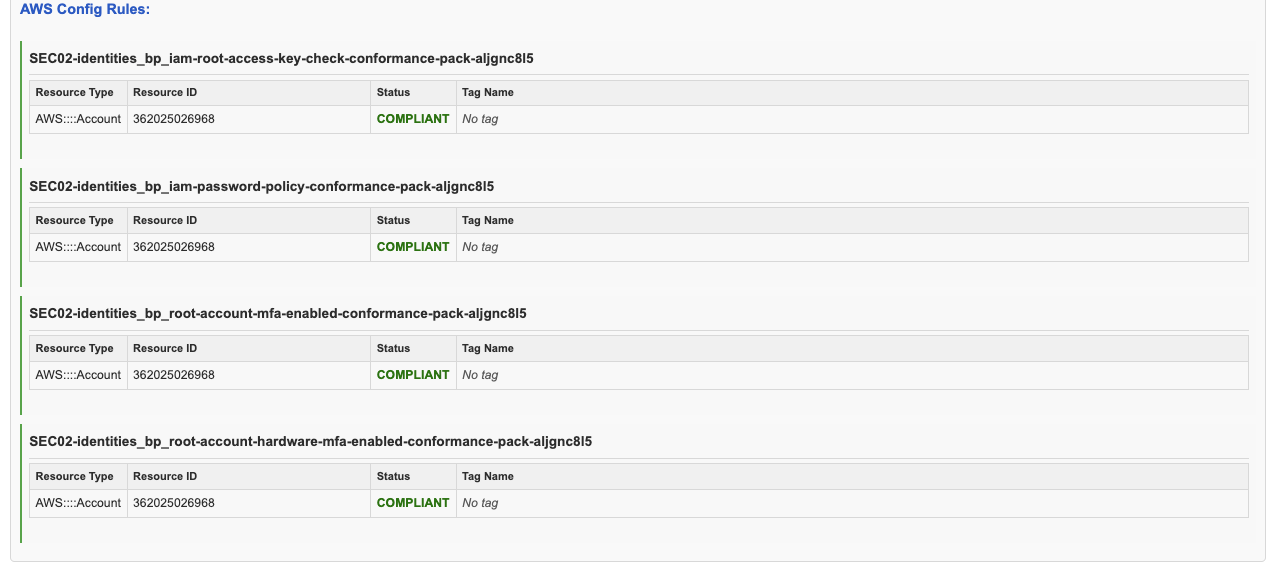 AWS Config Rules:
SEC02-identities_bp_iam-root-access-key-check-conformance-pack-aljgnc8l5
Resource Type Resource ID Status Tag Name
AWS::::Account 362025026968 COMPLIANT No tag
SEC02-identities_bp_iam-password-policy-conformance-pack-aljgnc8l5
Resource Type Resource ID Status Tag Name
AWS::::Account 362025026968 COMPLIANT No tag
SEC02-identities_bp_root-account-mfa-enabled-conformance-pack-aljgnc8l5
Resource Type Resource ID Status Tag Name
AWS::::Account 362025026968 COMPLIANT No tag
SEC02-identities_bp_root-account-hardware-mfa-enabled-conformance-pack-aljgnc8l5
Resource Type Resource ID Status Tag Name
AWS::::Account 362025026968 COMPLIANT No tag